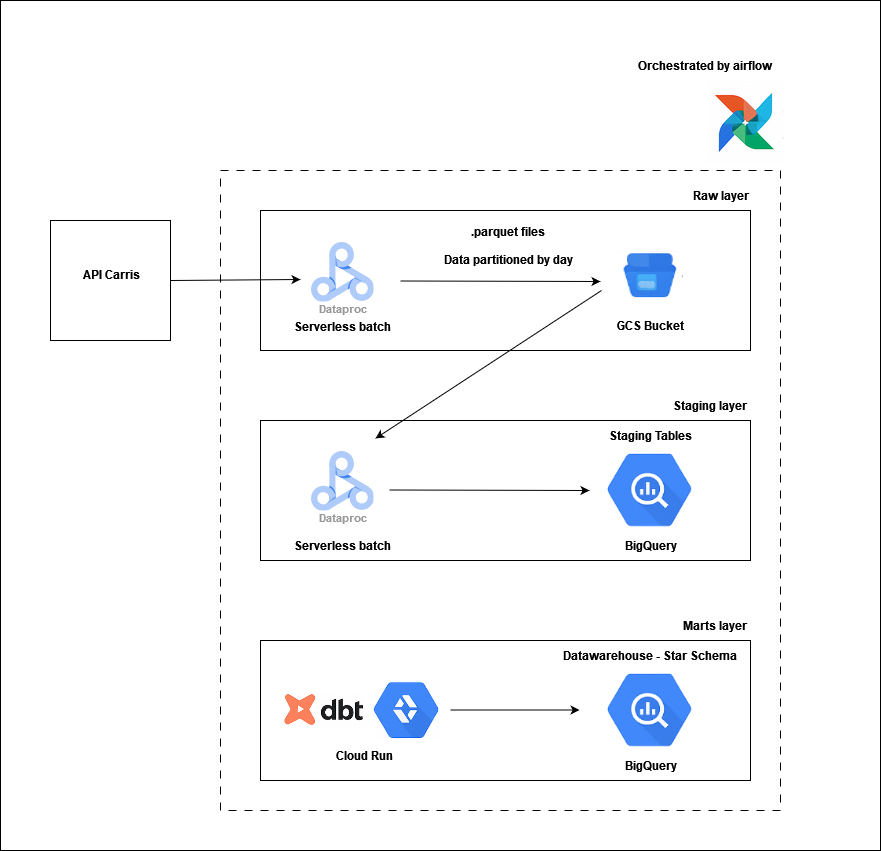 Orchestrated by airflow
Raw layer
API Carris
.parquet files
Data partitioned by day
Dataproc
Serverless batch
GCS Bucket
Staging layer
Staging Tables
Dataproc
Serverless batch
BigQuery
Marts layer
Datawarehouse - Star Schema
dbt
Cloud Run
BigQuery